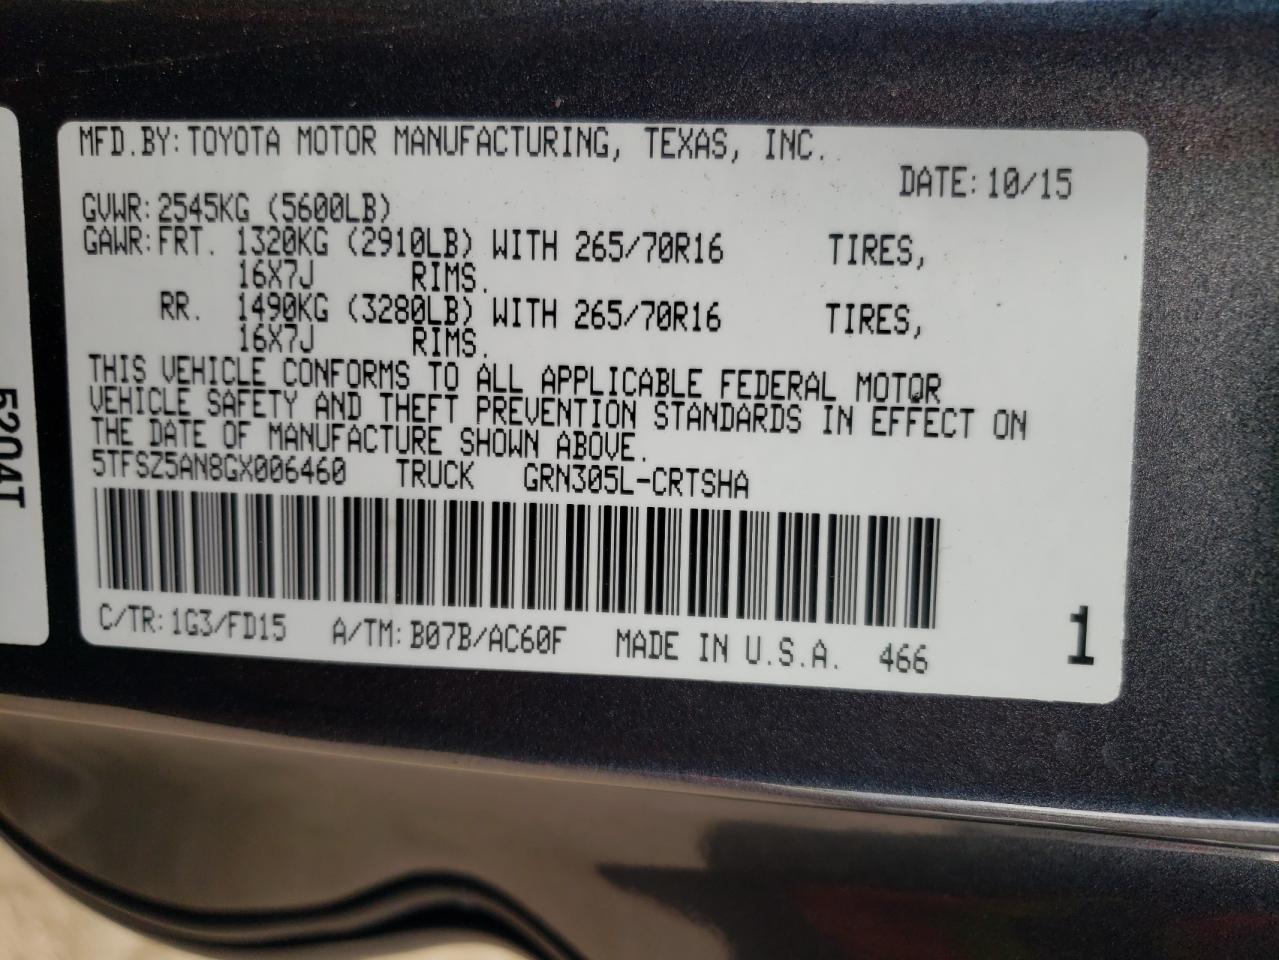 MFD.BY:TOYOTA MOTOR MANUFACTURING, TEXAS, INC.
DATE:10/15
GVWR:2545KG (5600LB)
GAWR:FRT. 1320KG (2910LB) WITH 265/70R16 TIRES,
16X7J RIMS.
RR. 1490KG (3280LB) WITH 265/70R16 TIRES,
16X7J RIMS.
THIS VEHICLE CONFORMS TO ALL APPLICABLE FEDERAL MOTOR
VEHICLE SAFETY AND THEFT PREVENTION STANDARDS IN EFFECT ON
THE DATE OF MANUFACTURE SHOWN ABOVE.
5TFSZ5AN8GX006460 TRUCK GRN305L-CRTSHA
C/TR:1G3/FD15 A/TM:B07B/AC60F MADE IN U.S.A. 466
1
5204T